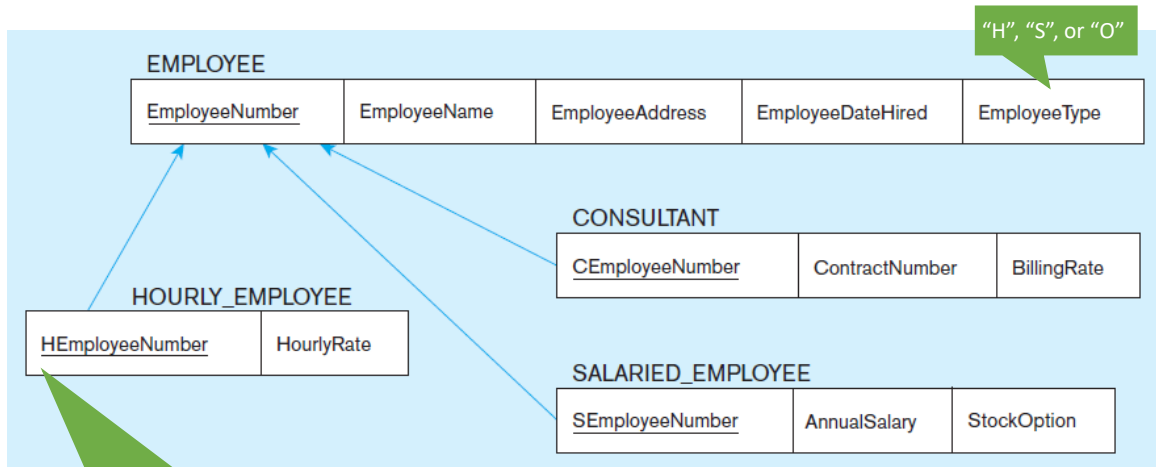 “H”, “S”, or “O”
EMPLOYEE
EmployeeNumber EmployeeName EmployeeAddress EmployeeDateHired EmployeeType
CONSULTANT
CEmployeeNumber ContractNumber BillingRate
HOURLY_EMPLOYEE
HEmployeeNumber HourlyRate
SALARIED_EMPLOYEE
SEmployeeNumber AnnualSalary StockOption